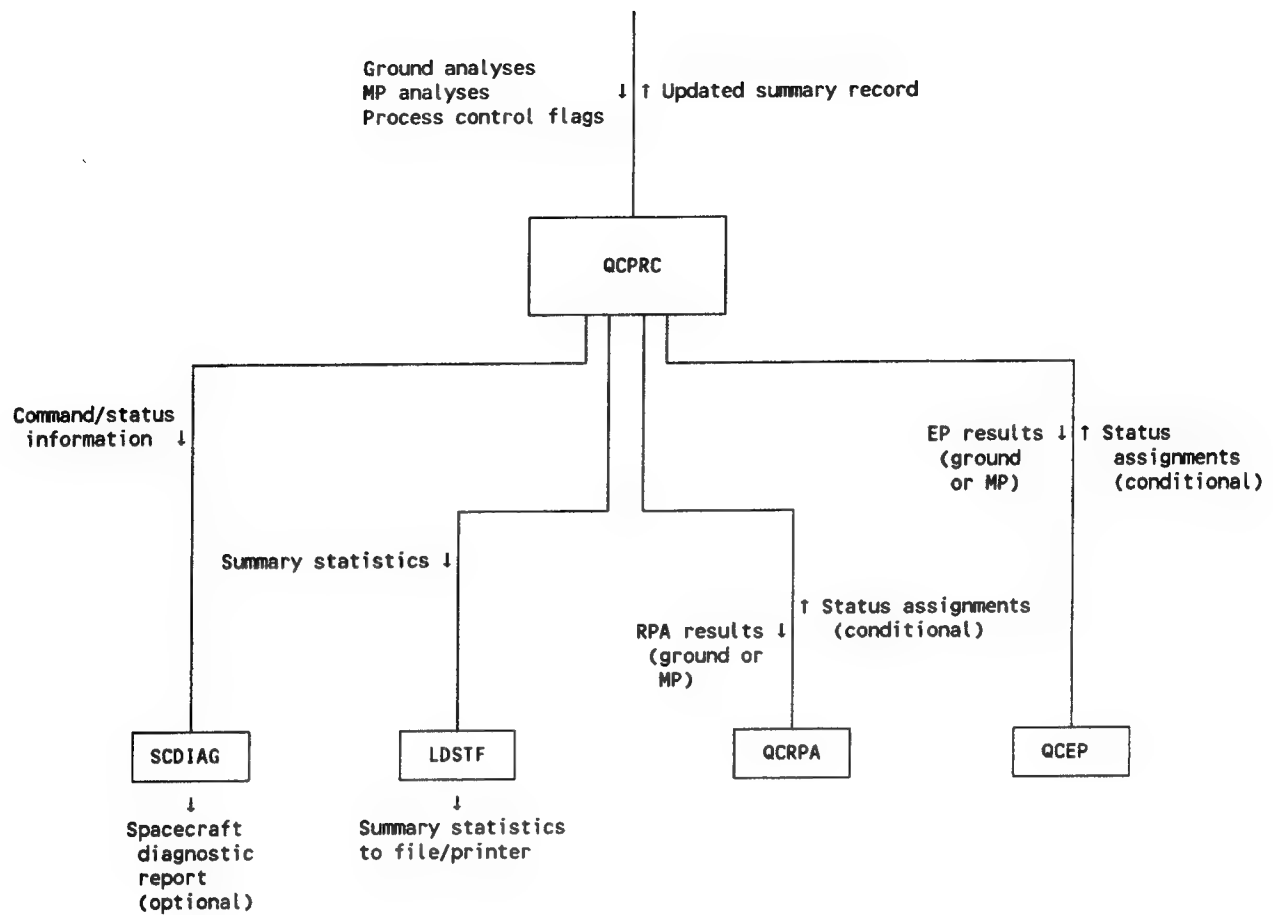 Ground analyses
MP analyses
Process control flags
↓ ↑ Updated summary record
QCPRC
Command/status
information ↓
EP results ↓
(ground
or MP)
↑ Status
assignments
(conditional)
Summary statistics ↓
RPA results ↓
(ground or
MP)
↑ Status assignments
(conditional)
SCDIAG
LDSTF
QCRPA
QCEP
↓
Spacecraft
diagnostic
report
(optional)
↓
Summary statistics
to file/printer